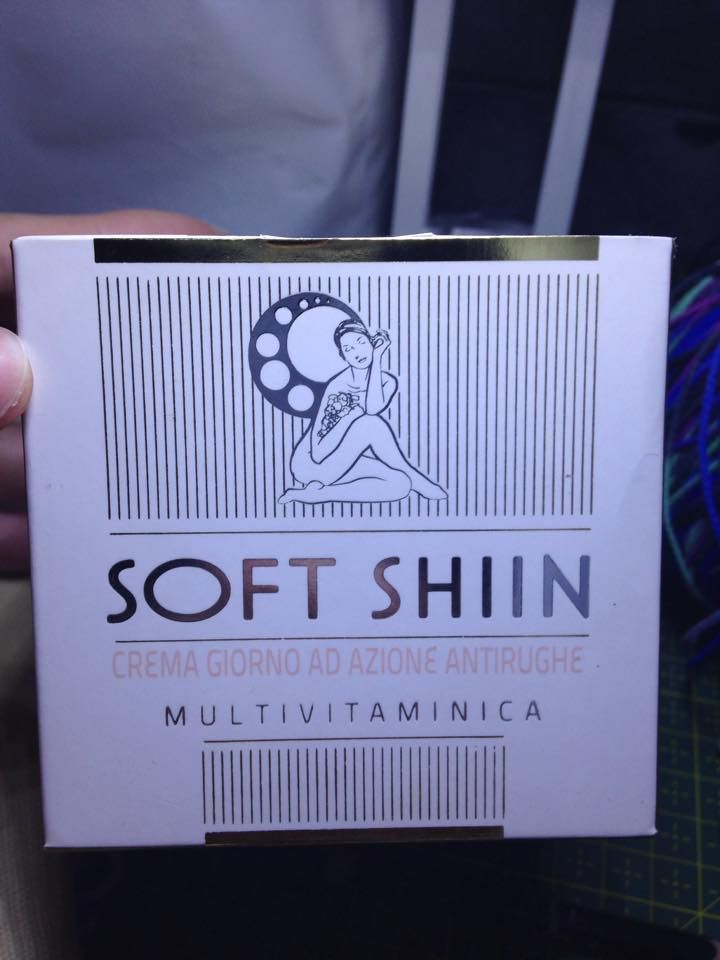 SOFT SHIIN
CREMA GIORNO AD AZIONE ANTIRUGHE
MULTIVITAMINICA